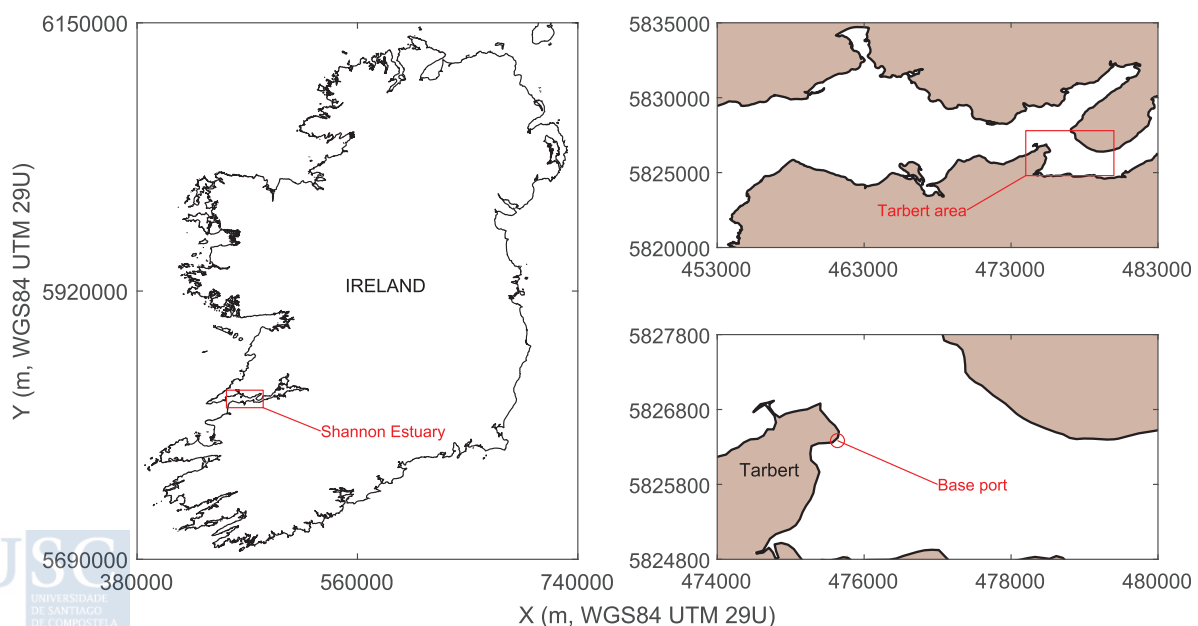 6150000
5920000
5690000
380000
560000
740000
Y (m, WGS84 UTM 29U)
IRELAND
Shannon Estuary
5835000
5830000
5825000
5820000
453000
463000
473000
483000
Tarbert area
5827800
5826800
5825800
5824800
474000
476000
478000
480000
Tarbert
Base port
X (m, WGS84 UTM 29U)
USC
UNIVERSIDADE
DE SANTIAGO
DE COMPOSTELA